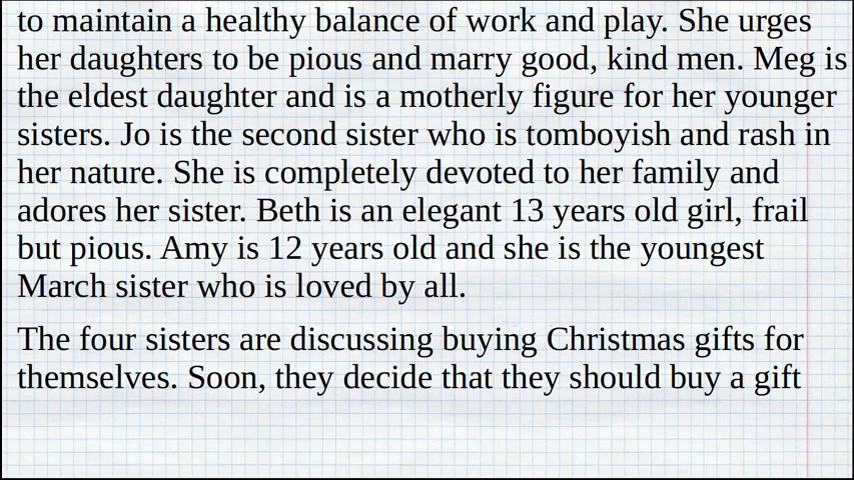 to maintain a healthy balance of work and play. She urges
her daughters to be pious and marry good, kind men. Meg is
the eldest daughter and is a motherly figure for her younger
sisters. Jo is the second sister who is tomboyish and rash in
her nature. She is completely devoted to her family and
adores her sister. Beth is an elegant 13 years old girl, frail
but pious. Amy is 12 years old and she is the youngest
March sister who is loved by all.
The four sisters are discussing buying Christmas gifts for
themselves. Soon, they decide that they should buy a gift